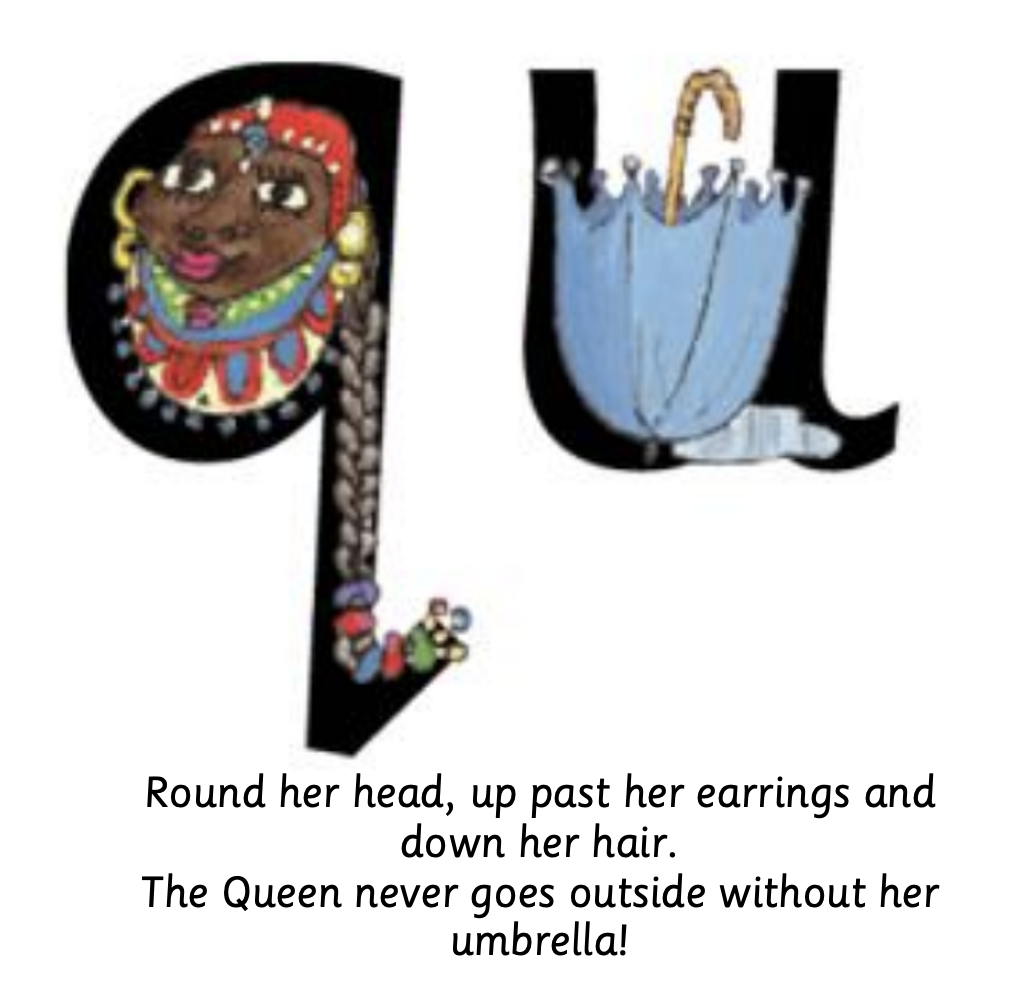 qu
Round her head, up past her earrings and
down her hair.
The Queen never goes outside without her
umbrella!